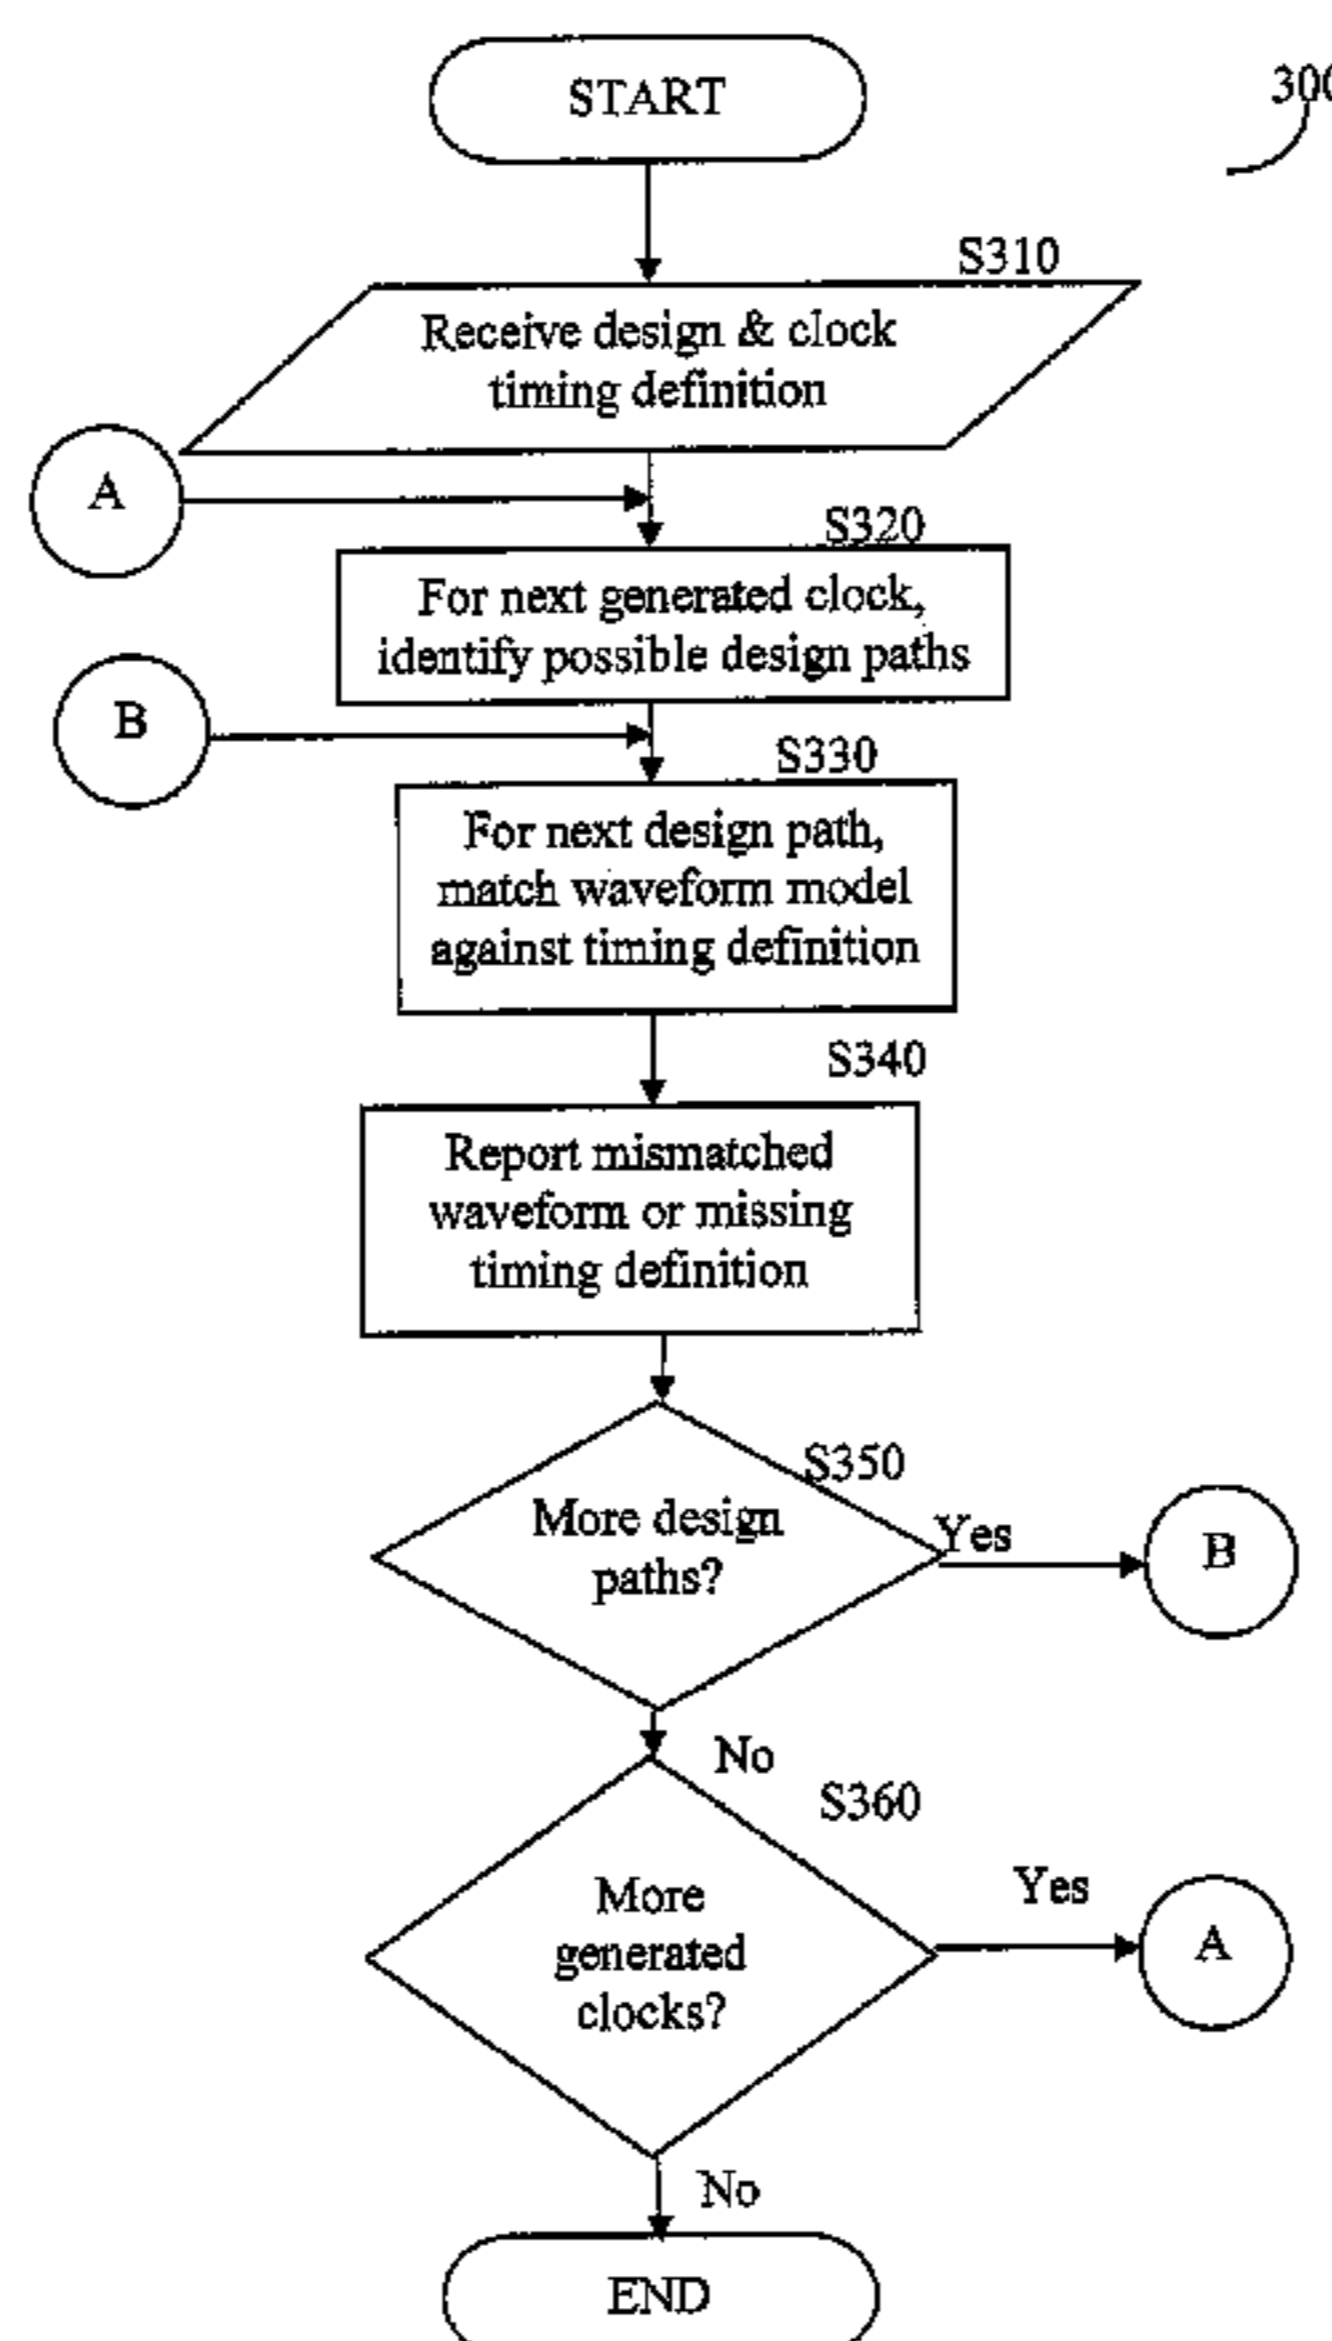 START
300
S310
Receive design & clock
timing definition
A
S320
For next generated clock,
identify possible design paths
B
S330
For next design path,
match waveform model
against timing definition
S340
Report mismatched
waveform or missing
timing definition
S350
More design
paths?
Yes
B
No
S360
More
generated
clocks?
Yes
A
No
END